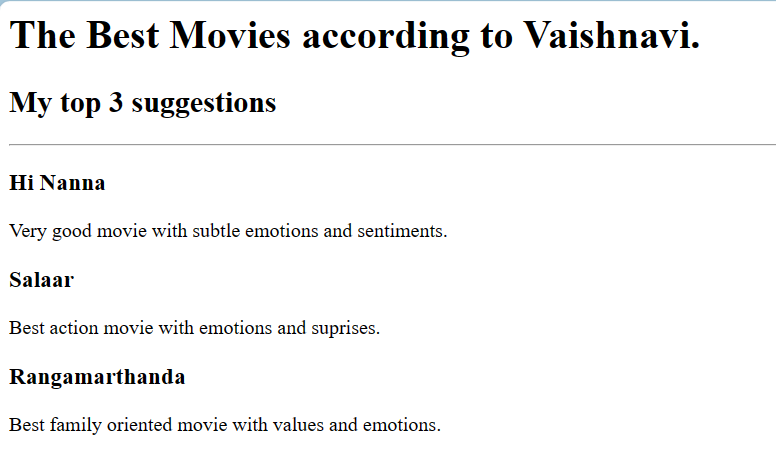 The Best Movies according to Vaishnavi.
My top 3 suggestions
Hi Nanna
Very good movie with subtle emotions and sentiments.
Salaar
Best action movie with emotions and suprises.
Rangamarthanda
Best family oriented movie with values and emotions.